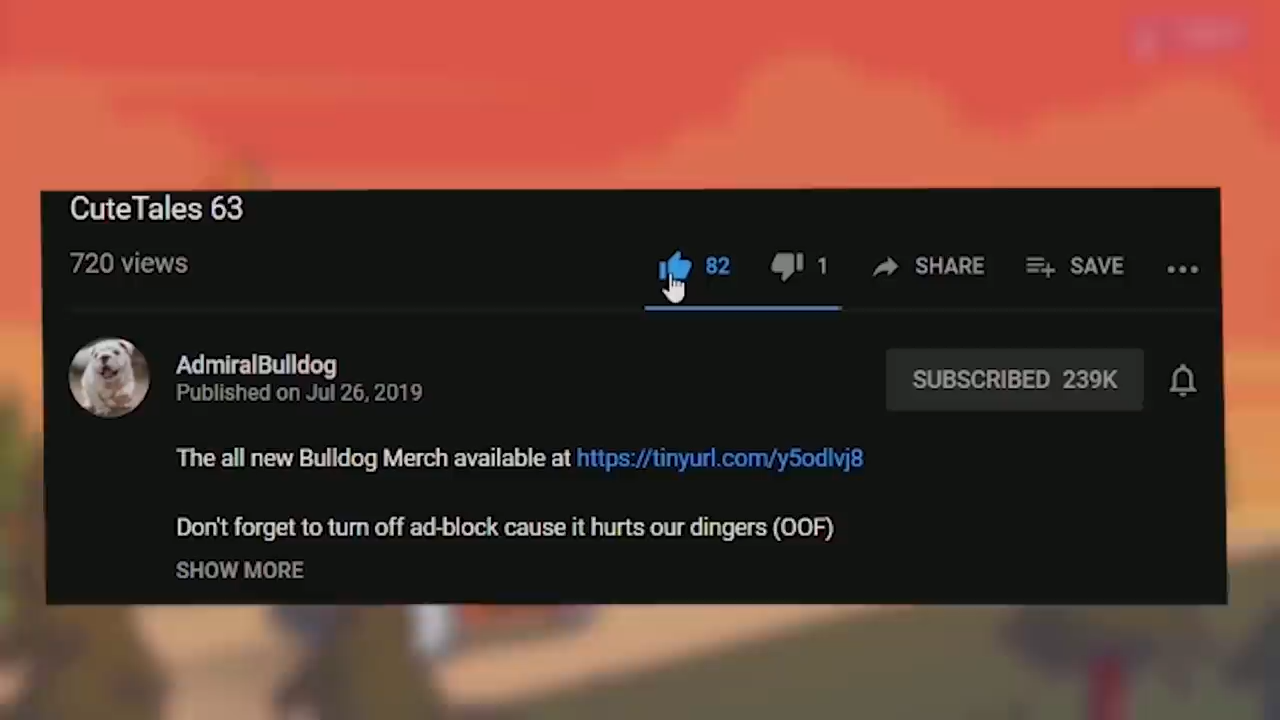 CuteTales 63
720 views
82
1
SHARE
SAVE
AdmiralBulldog
SUBSCRIBED 239K
Published on Jul 26, 2019
The all new Bulldog Merch available at https://tinyurl.com/y5odlvj8
Don't forget to turn off ad-block cause it hurts our dingers (OOF)
SHOW MORE